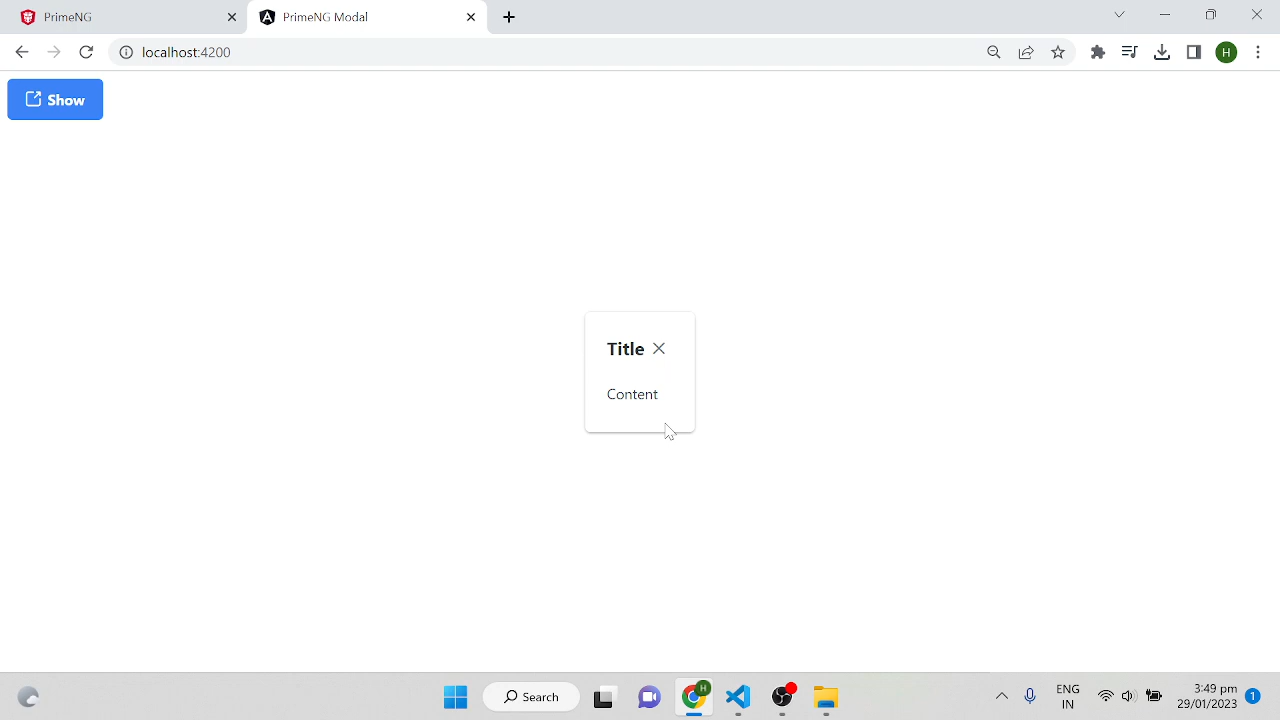 PrimeNG
PrimeNG Modal
localhost:4200
H
Show
Title
Content
Search
H
ENG
IN
3:49 pm
29/01/2023
1